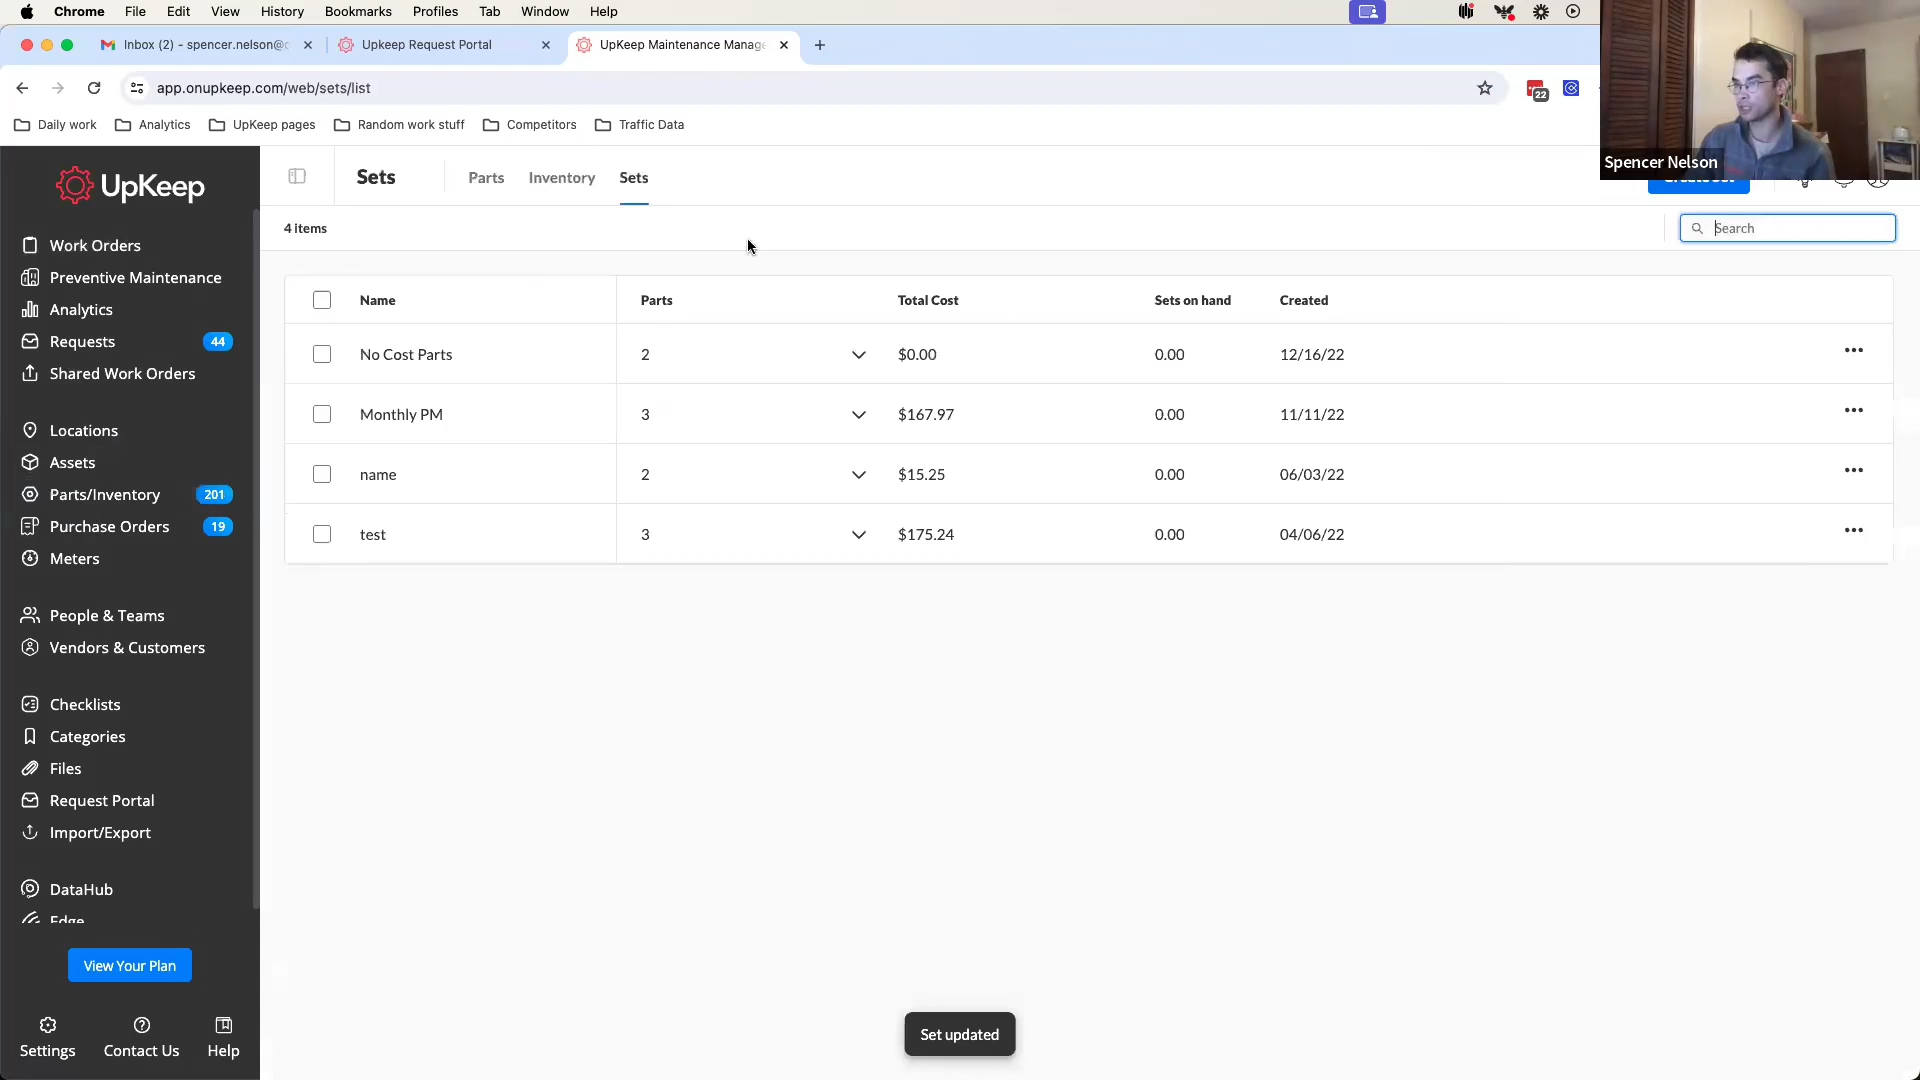 Chrome File Edit View History Bookmarks Profiles Tab Window Help
Inbox (2) - spencer.nelson@
Upkeep Request Portal
UpKeep Maintenance Manag
app.onupkeep.com/web/sets/list
22
Daily work
Analytics
UpKeep pages
Random work stuff
Competitors
Traffic Data
Spencer Nelson
UpKeep
Sets
Parts
Inventory
Sets
4 items
Search
Work Orders
Preventive Maintenance
Analytics
Requests 44
Shared Work Orders
Locations
Assets
Parts/Inventory 201
Purchase Orders 19
Meters
People & Teams
Vendors & Customers
Checklists
Categories
Files
Request Portal
Import/Export
DataHub
Edge
View Your Plan
Settings
Contact Us
Help
Name Parts Total Cost Sets on hand Created
No Cost Parts 2 $0.00 0.00 12/16/22
Monthly PM 3 $167.97 0.00 11/11/22
name 2 $15.25 0.00 06/03/22
test 3 $175.24 0.00 04/06/22
Set updated